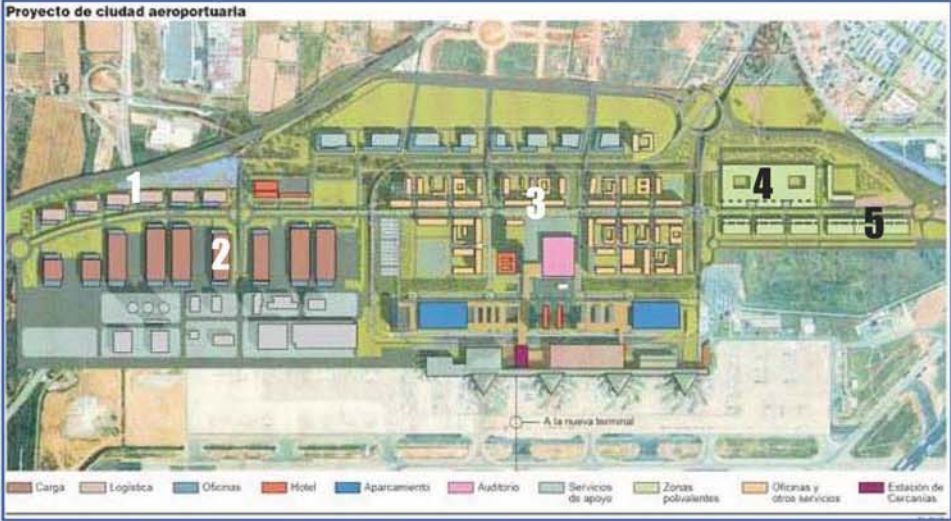 Proyecto de ciudad aeroportuaria
1
2
3
4
5
A la nueva terminal
Carga
Logística
Oficinas
Hotel
Aparcamiento
Auditorio
Servicios
de apoyo
Zonas
polivalentes
Oficinas y
otros servicios
Estación de
Cercanías